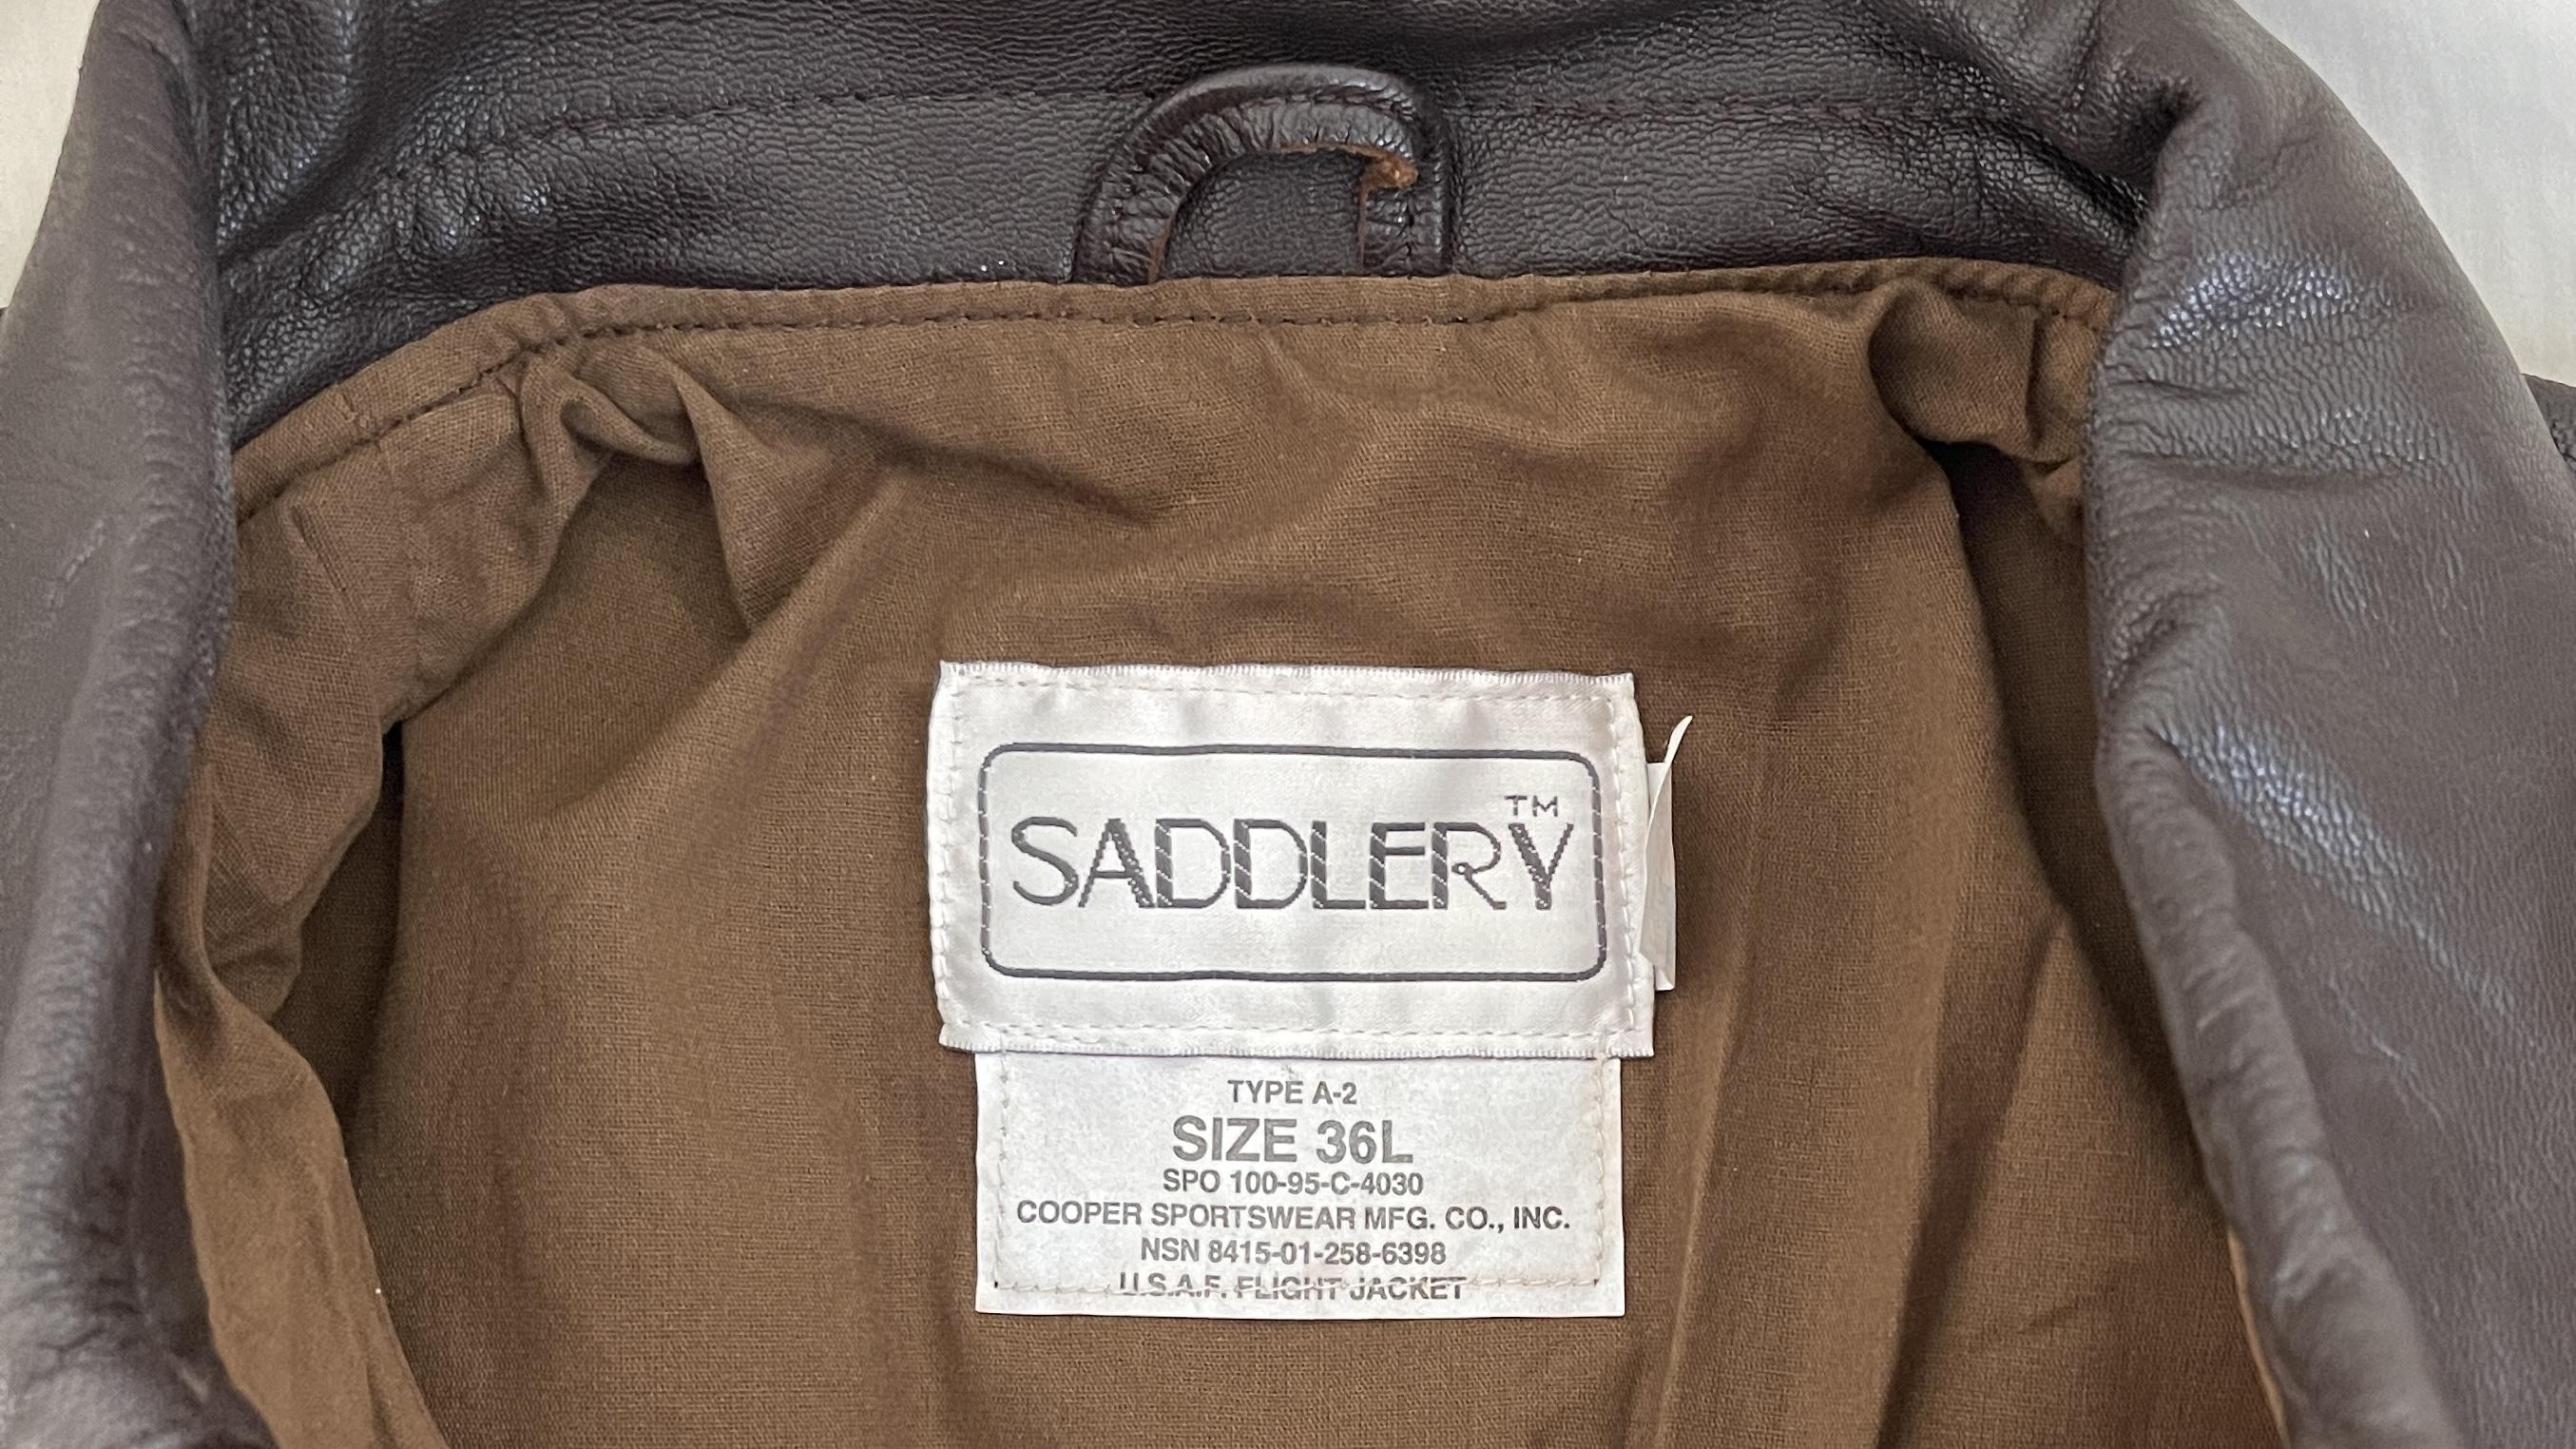 SADDLERY™
TYPE A-2
SIZE 36L
SPO 100-95-C-4030
COOPER SPORTSWEAR MFG. CO., INC.
NSN 8415-01-258-6398
U.S.A.F. FLIGHT JACKET